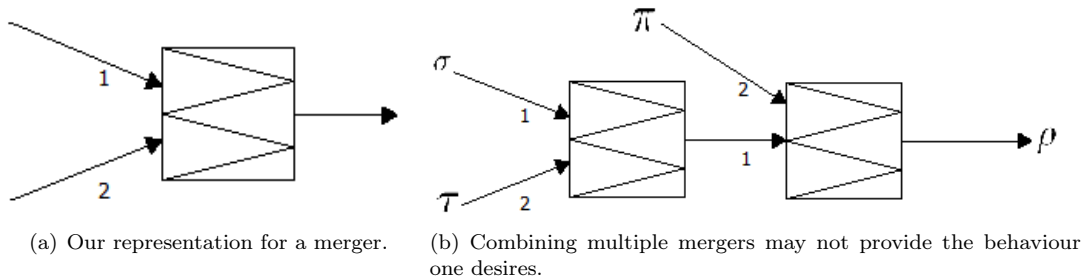 1
2
σ
1
τ
2
π
2
1
ρ
(a) Our representation for a merger.
(b) Combining multiple mergers may not provide the behaviour
one desires.